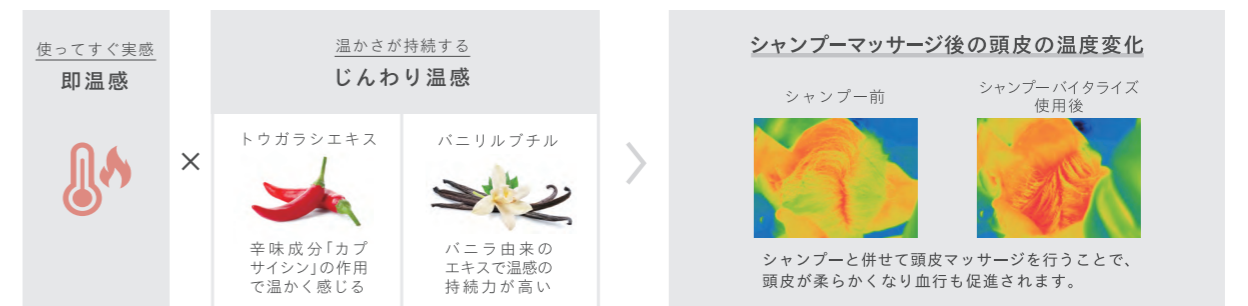 使ってすぐ実感
即温感
×
温かさが持続する
じんわり温感
トウガラシエキス
辛味成分「カプ
サイシン」の作用
で温かく感じる
バニリルブチル
バニラ由来の
エキスで温感の
持続力が高い
シャンプーマッサージ後の頭皮の温度変化
シャンプー前
シャンプーバイタライズ
使用後
シャンプーと併せて頭皮マッサージを行うことで、
頭皮が柔らかくなり血行も促進されます。